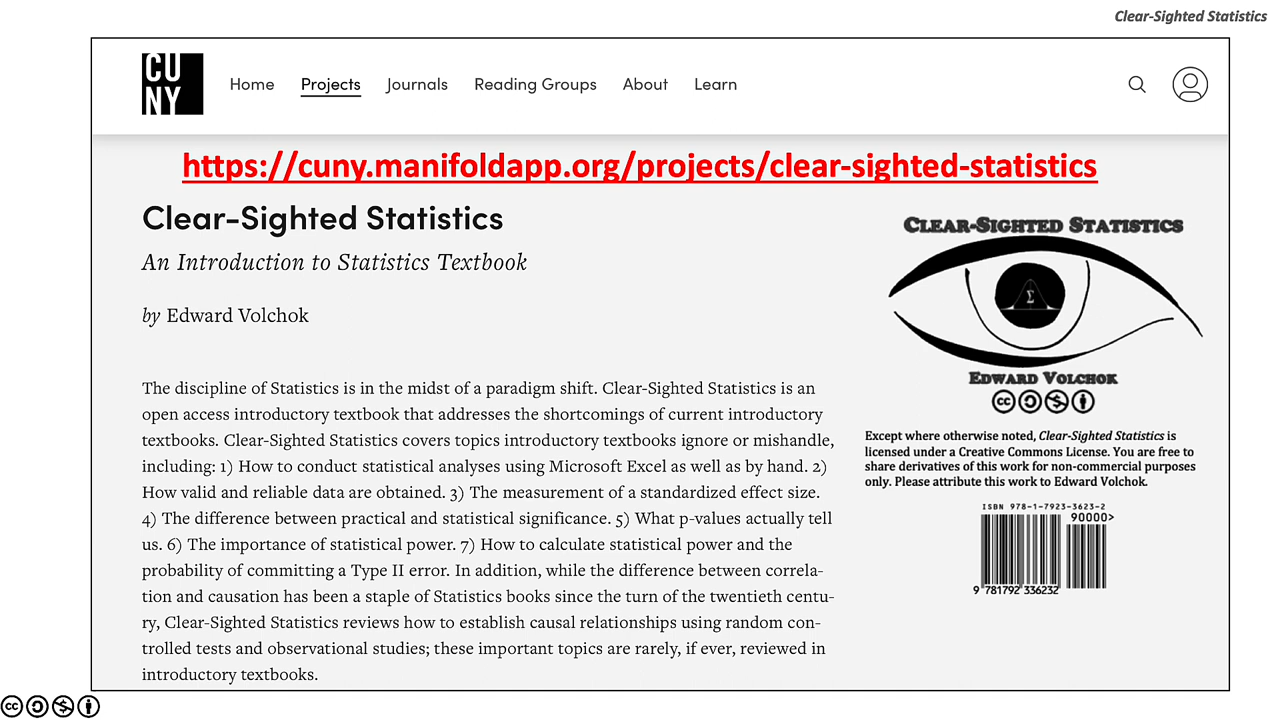 Clear-Sighted Statistics
CU
NY
Home Projects Journals Reading Groups About Learn
https://cuny.manifoldapp.org/projects/clear-sighted-statistics
Clear-Sighted Statistics
An Introduction to Statistics Textbook
by Edward Volchok
The discipline of Statistics is in the midst of a paradigm shift. Clear-Sighted Statistics is an
open access introductory textbook that addresses the shortcomings of current introductory
textbooks. Clear-Sighted Statistics covers topics introductory textbooks ignore or mishandle,
including: 1) How to conduct statistical analyses using Microsoft Excel as well as by hand. 2)
How valid and reliable data are obtained. 3) The measurement of a standardized effect size.
4) The difference between practical and statistical significance. 5) What p-values actually tell
us. 6) The importance of statistical power. 7) How to calculate statistical power and the
probability of committing a Type II error. In addition, while the difference between correla-
tion and causation has been a staple of Statistics books since the turn of the twentieth centu-
ry, Clear-Sighted Statistics reviews how to establish causal relationships using random con-
trolled tests and observational studies; these important topics are rarely, if ever, reviewed in
introductory textbooks.
CLEAR-SIGHTED STATISTICS
Σ
EDWARD VOLCHOK
cc
Except where otherwise noted, Clear-Sighted Statistics is
licensed under a Creative Commons License. You are free to
share derivatives of this work for non-commercial purposes
only. Please attribute this work to Edward Volchok.
ISBN 978-1-7923-3623-2
90000>
9 781792 336232
cc